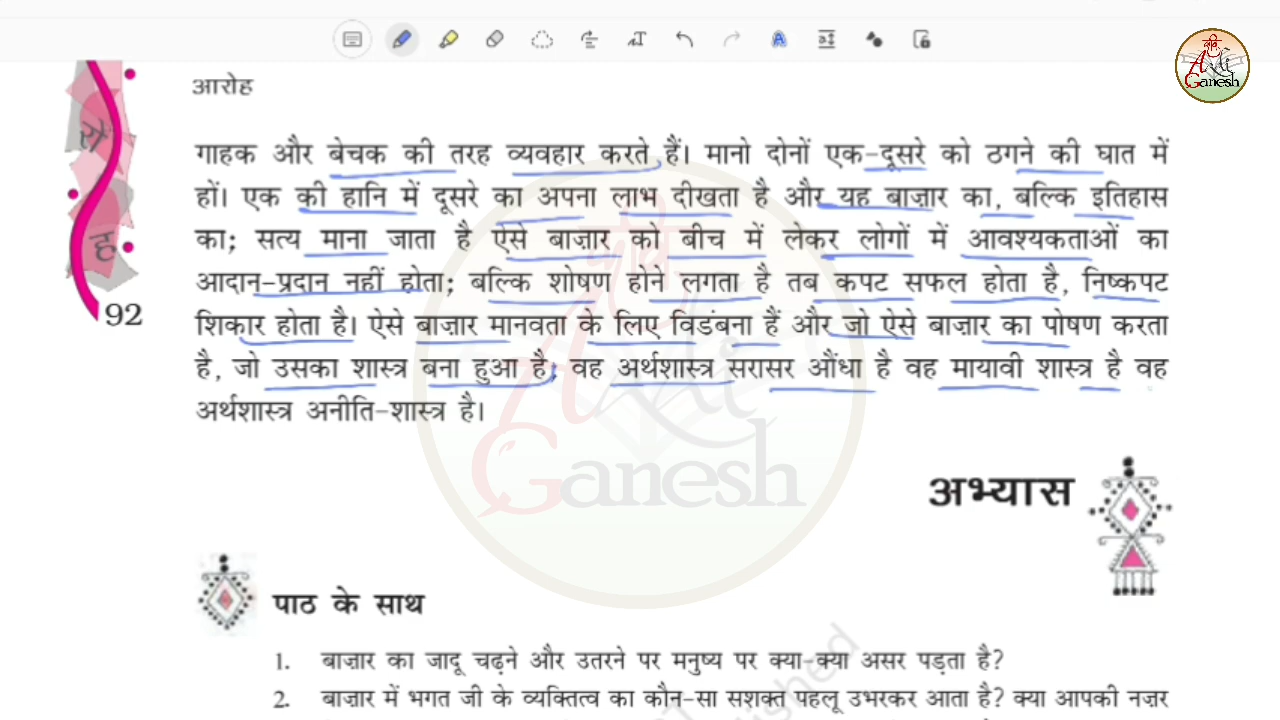 आरोह
गाहक और बेचक की तरह व्यवहार करते हैं। मानो दोनों एक-दूसरे को ठगने की घात में
हों। एक की हानि में दूसरे का अपना लाभ दीखता है और यह बाज़ार का, बल्कि इतिहास
का; सत्य माना जाता है ऐसे बाज़ार को बीच में लेकर लोगों में आवश्यकताओं का
आदान-प्रदान नहीं होता; बल्कि शोषण होने लगता है तब कपट सफल होता है, निष्कपट
शिकार होता है। ऐसे बाज़ार मानवता के लिए विडंबना हैं और जो ऐसे बाज़ार का पोषण करता
है, जो उसका शास्त्र बना हुआ है; वह अर्थशास्त्र सरासर औंधा है वह मायावी शास्त्र है वह
अर्थशास्त्र अनीति-शास्त्र है।
92
रो
ह
अभ्यास
पाठ के साथ
1. बाज़ार का जादू चढ़ने और उतरने पर मनुष्य पर क्या-क्या असर पड़ता है?
2. बाज़ार में भगत जी के व्यक्तित्व का कौन-सा सशक्त पहलू उभरकर आता है? क्या आपकी नज़र
Ganesh
Ganesh